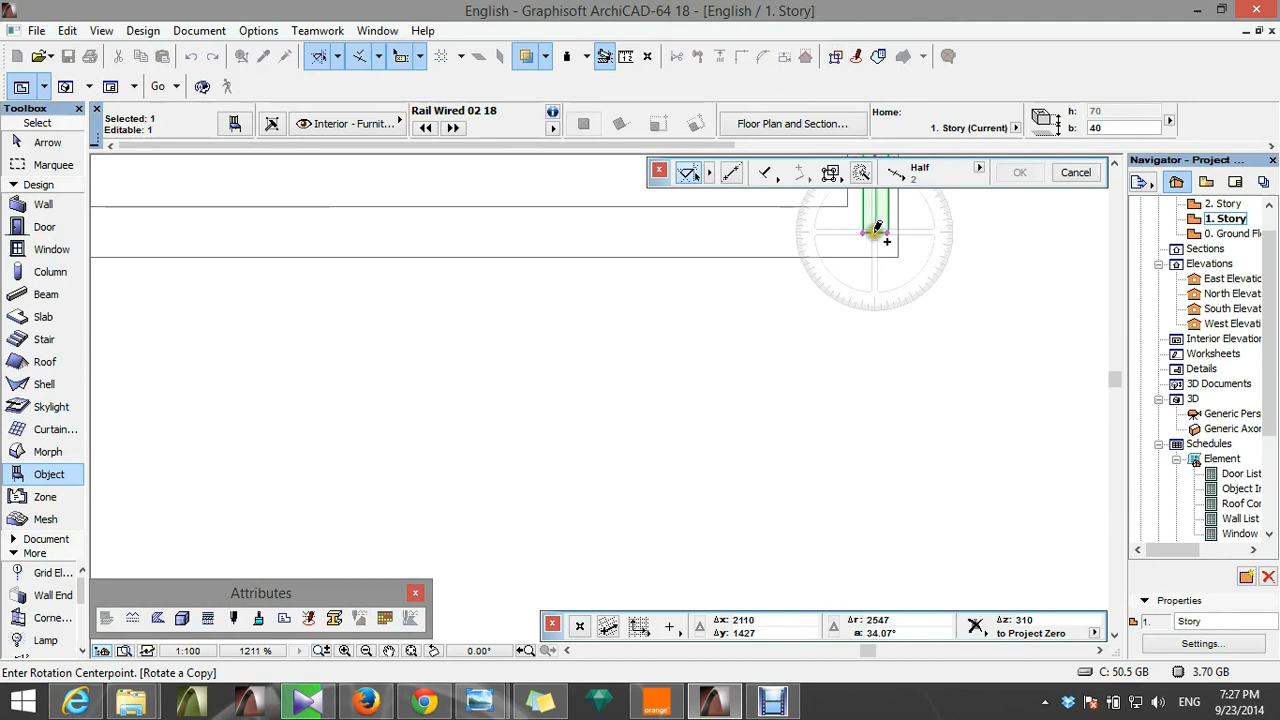 English - Graphisoft ArchiCAD-64 18 - [English / 1. Story]
File Edit View Design Document Options Teamwork Window Help
Go
Toolbox
Select
Arrow
Marquee
Design
Wall
Door
Window
Column
Beam
Slab
Stair
Roof
Shell
Skylight
Curtain...
Morph
Object
Zone
Mesh
Document
More
Grid El...
Wall End
Corne...
Lamp
Selected: 1
Editable: 1
Rail Wired 02 18
Interior - Furnit...
Floor Plan and Section...
Home:
1. Story (Current)
h: 70
b: 40
Half
2
OK
Cancel
Navigator - Project ...
2. Story
1. Story
0. Ground Fl
Sections
Elevations
East Elevat
North Elevat
South Elevat
West Elevati
Interior Elevation
Worksheets
Details
3D Documents
3D
Generic Pers
Generic Axon
Schedules
Element
Door List
Object In
Roof Co
Wall List
Window
Properties
1. Story
Settings...
Attributes
Δx: 2110
Δy: 1427
Δr: 2547
a: 34.07°
Δz: 310
to Project Zero
1:100
1211 %
0.00°
Enter Rotation Centerpoint. [Rotate a Copy]
C: 50.5 GB
3.70 GB
orange
ENG
7:27 PM
9/23/2014